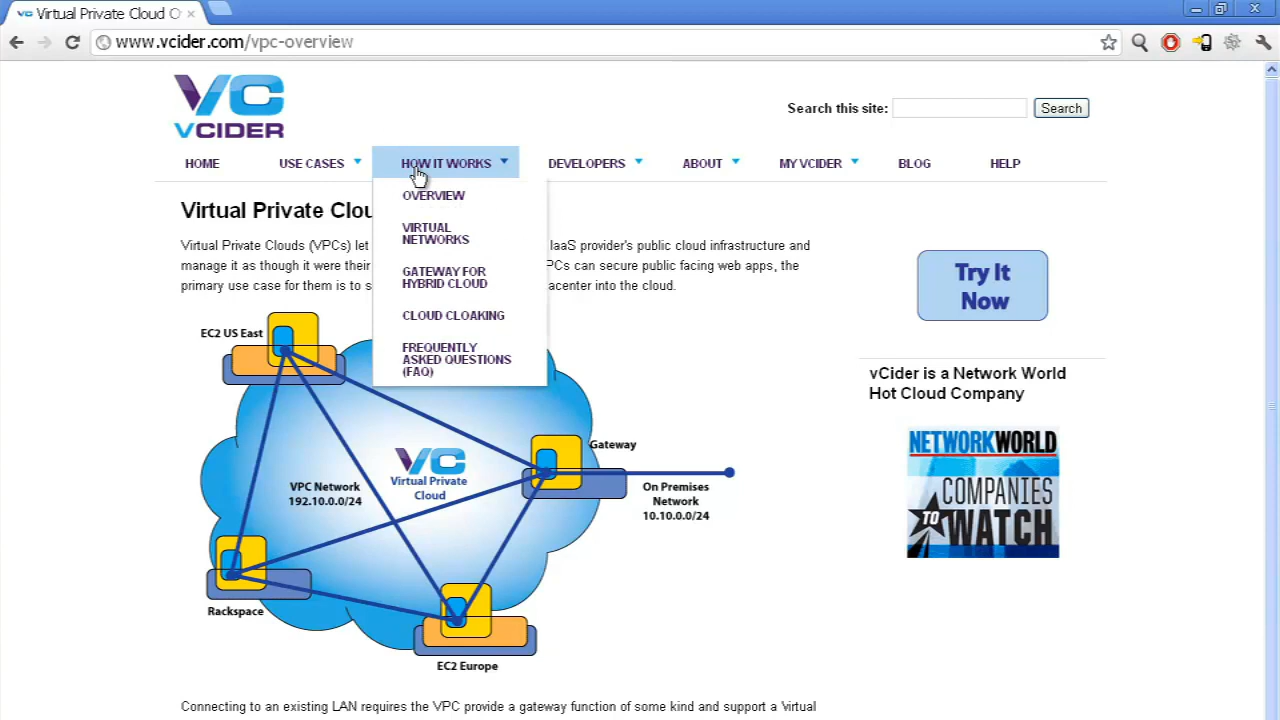 Virtual Private Cloud O
www.vcider.com/vpc-overview
VC
VCIDER
Search this site:
Search
HOME
USE CASES
HOW IT WORKS
DEVELOPERS
ABOUT
MY VCIDER
BLOG
HELP
OVERVIEW
VIRTUAL
NETWORKS
GATEWAY FOR
HYBRID CLOUD
CLOUD CLOAKING
FREQUENTLY
ASKED QUESTIONS
(FAQ)
Virtual Private Clou
Virtual Private Clouds (VPCs) let IaaS provider's public cloud infrastructure and
manage it as though it were their PCs can secure public facing web apps, the
primary use case for them is to s acenter into the cloud.
Try It
Now
EC2 US East
Gateway
VC
Virtual Private
Cloud
VPC Network
192.10.0.0/24
On Premises
Network
10.10.0.0/24
Rackspace
EC2 Europe
vCider is a Network World
Hot Cloud Company
NETWORKWORLD
COMPANIES
TO
WATCH
Connecting to an existing LAN requires the VPC provide a gateway function of some kind and support a Virtual